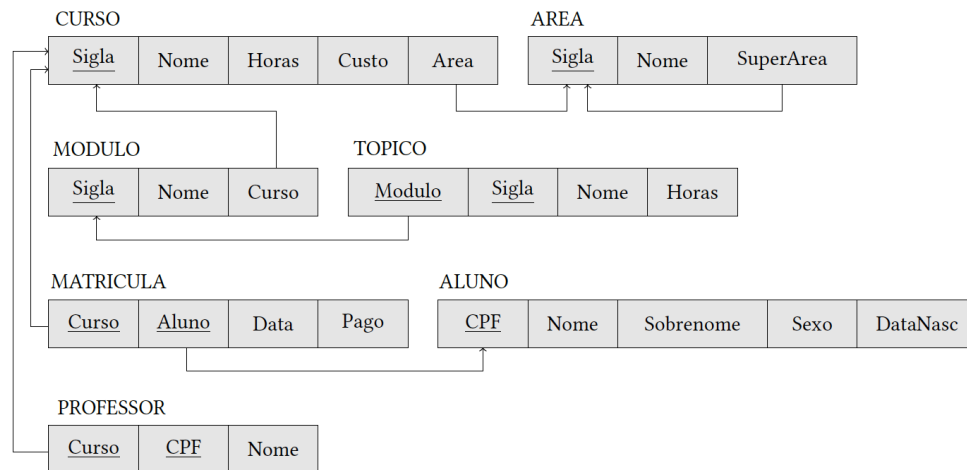 CURSO AREA
Sigla Nome Horas Custo Area Sigla Nome SuperArea
MODULO TOPICO
Sigla Nome Curso Modulo Sigla Nome Horas
MATRICULA ALUNO
Curso Aluno Data Pago CPF Nome Sobrenome Sexo DataNasc
PROFESSOR
Curso CPF Nome